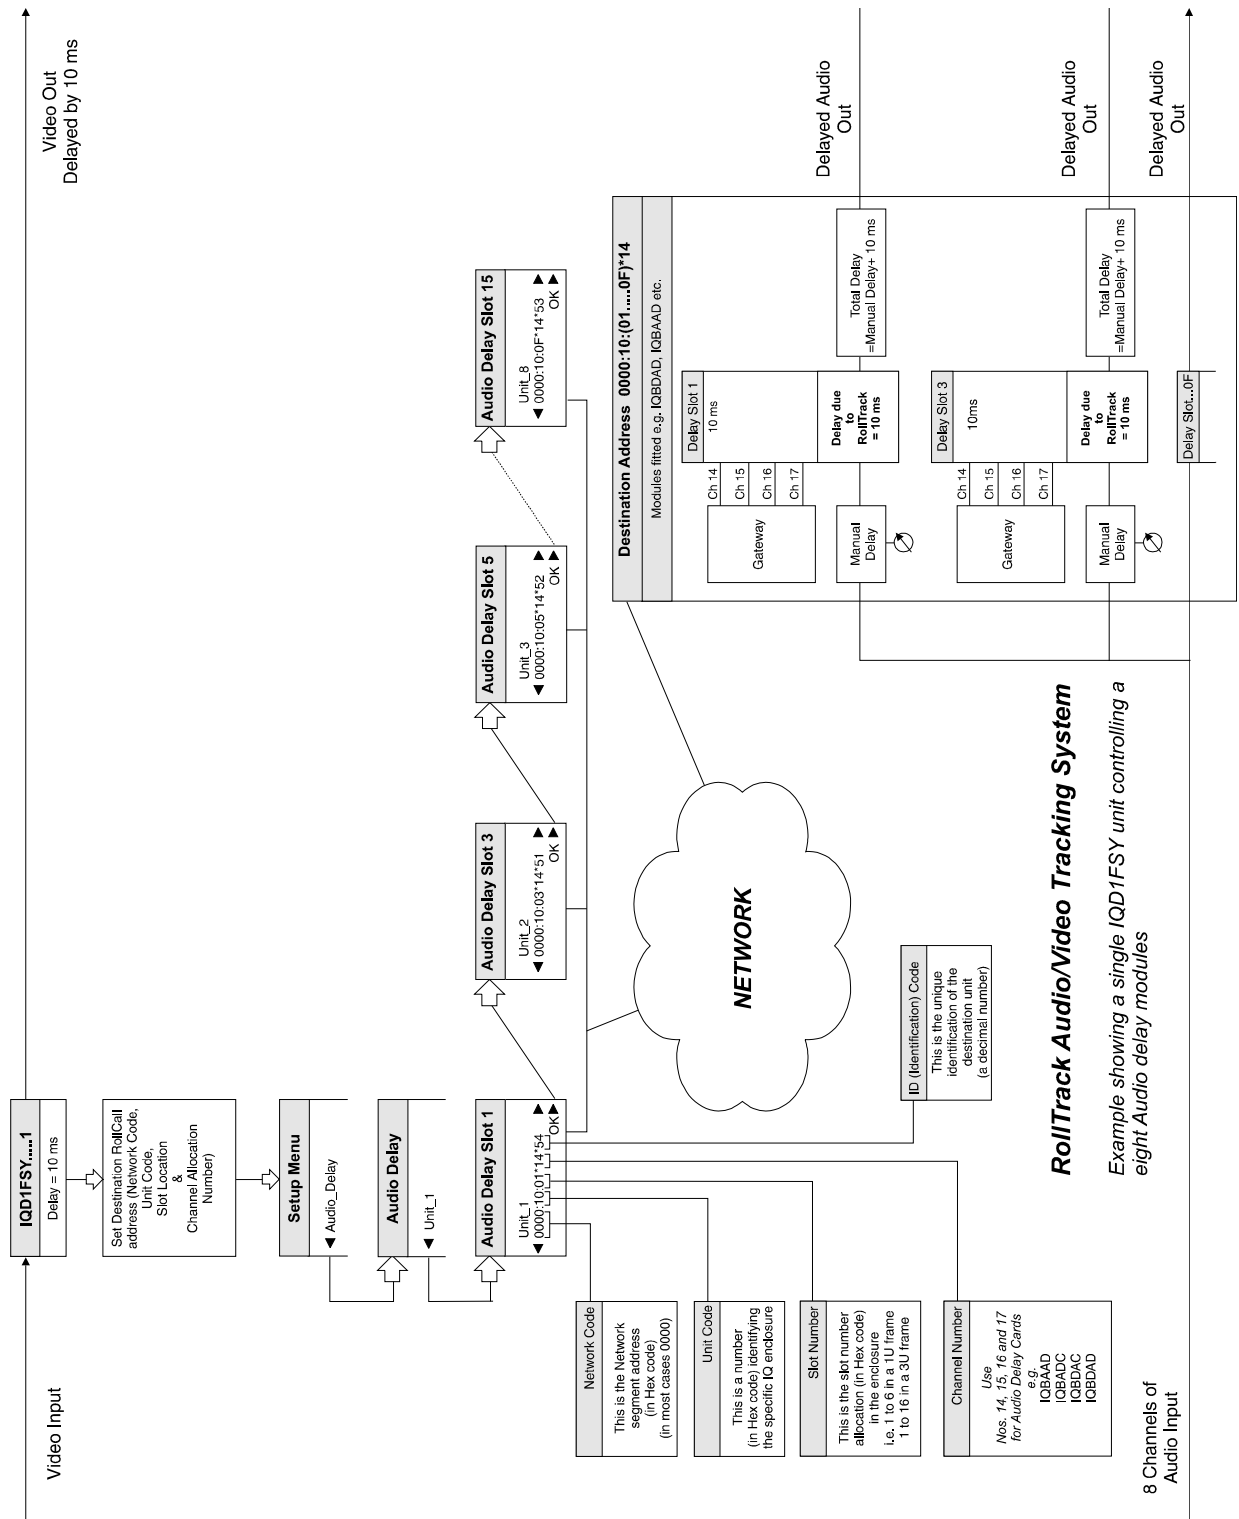 Video Input
Video Out
Delayed by 10 ms
IQD1FSY.....1
Delay = 10 ms
Set Destination RollCall
address (Network Code,
Unit Code,
Slot Location
&
Channel Allocation
Number)
Setup Menu
◀ Audio_Delay
Audio Delay
◀ Unit_1
Audio Delay Slot 1
Unit_1 ▶
◀ 0000:10:01*14*54 ▶
OK
Audio Delay Slot 3
Unit_2
◀ 0000:10:03*14*51 ▶
OK ▶
Audio Delay Slot 5
Unit_3
◀ 0000:10:05*14*52 ▶
OK ▶
Audio Delay Slot 15
Unit_8
◀ 0000:10:0F*14*53 ▶
OK ▶
Network Code
This is the Network
segment address
(in Hex code)
(in most cases 0000)
Unit Code
This is a number
(in Hex code) identifying
the specific IQ enclosure
Slot Number
This is the slot number
allocation (in Hex code)
in the enclosure
i.e. 1 to 6 in a 1U frame
1 to 16 in a 3U frame
Channel Number
Use
Nos. 14, 15, 16 and 17
for Audio Delay Cards
e.g.
IQBAAD
IQBADC
IQBDAC
IQBDAD
ID (Identification) Code
This is the unique
identification of the
destination unit
(a decimal number)
NETWORK
Destination Address 0000:10:(01.....0F)*14
Modules fitted e.g. IQBDAD, IQBAAD etc.
Gateway
Ch 14
Ch 15
Ch 16
Ch 17
Delay Slot 1
10 ms
Manual
Delay
Delay due
to
RollTrack
= 10 ms
Total Delay
=Manual Delay+ 10 ms
Delayed Audio
Out
Gateway
Ch 14
Ch 15
Ch 16
Ch 17
Delay Slot 3
10ms
Manual
Delay
Delay due
to
RollTrack
= 10 ms
Total Delay
=Manual Delay+ 10 ms
Delayed Audio
Out
Delay Slot...0F
Delayed Audio
Out
RollTrack Audio/Video Tracking System
Example showing a single IQD1FSY unit controlling a
eight Audio delay modules
8 Channels of
Audio Input